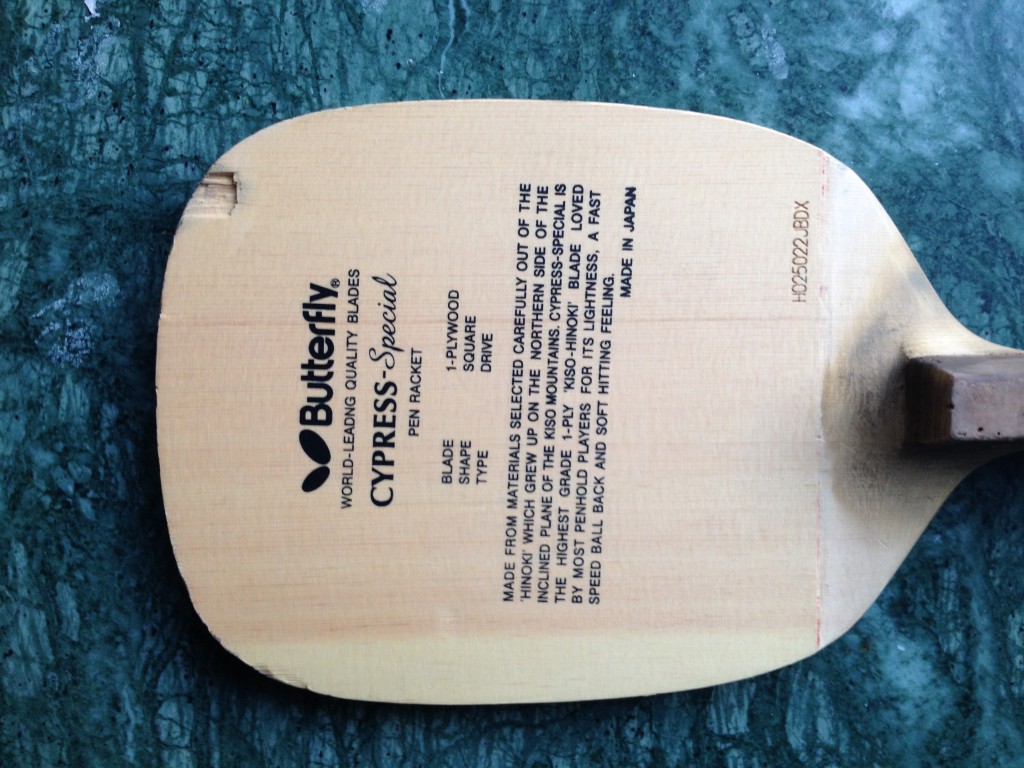 Butterfly®
WORLD-LEADNG QUALITY BLADES
CYPRESS-Special
PEN RACKET
BLADE 1-PLYWOOD
SHAPE SQUARE
TYPE DRIVE
MADE FROM MATERIALS SELECTED CAREFULLY OUT OF THE
'HINOKI' WHICH GREW UP ON THE NORTHERN SIDE OF THE
INCLINED PLANE OF THE KISO MOUNTAINS. CYPRESS-SPECIAL IS
THE HIGHEST GRADE 1-PLY 'KISO-HINOKI' BLADE LOVED
BY MOST PENHOLD PLAYERS FOR ITS LIGHTNESS, A FAST
SPEED BALL BACK AND SOFT HITTING FEELING.
MADE IN JAPAN
HO25022JBDX